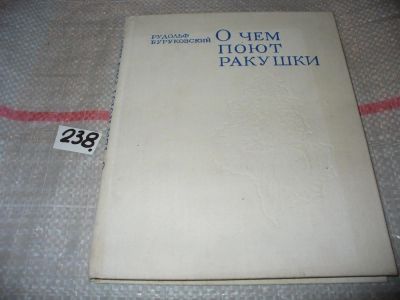 РУДОЛЬФ
БУРУКОВСКИЙ
О ЧЕМ
ПОЮТ
РАКУШКИ
238.